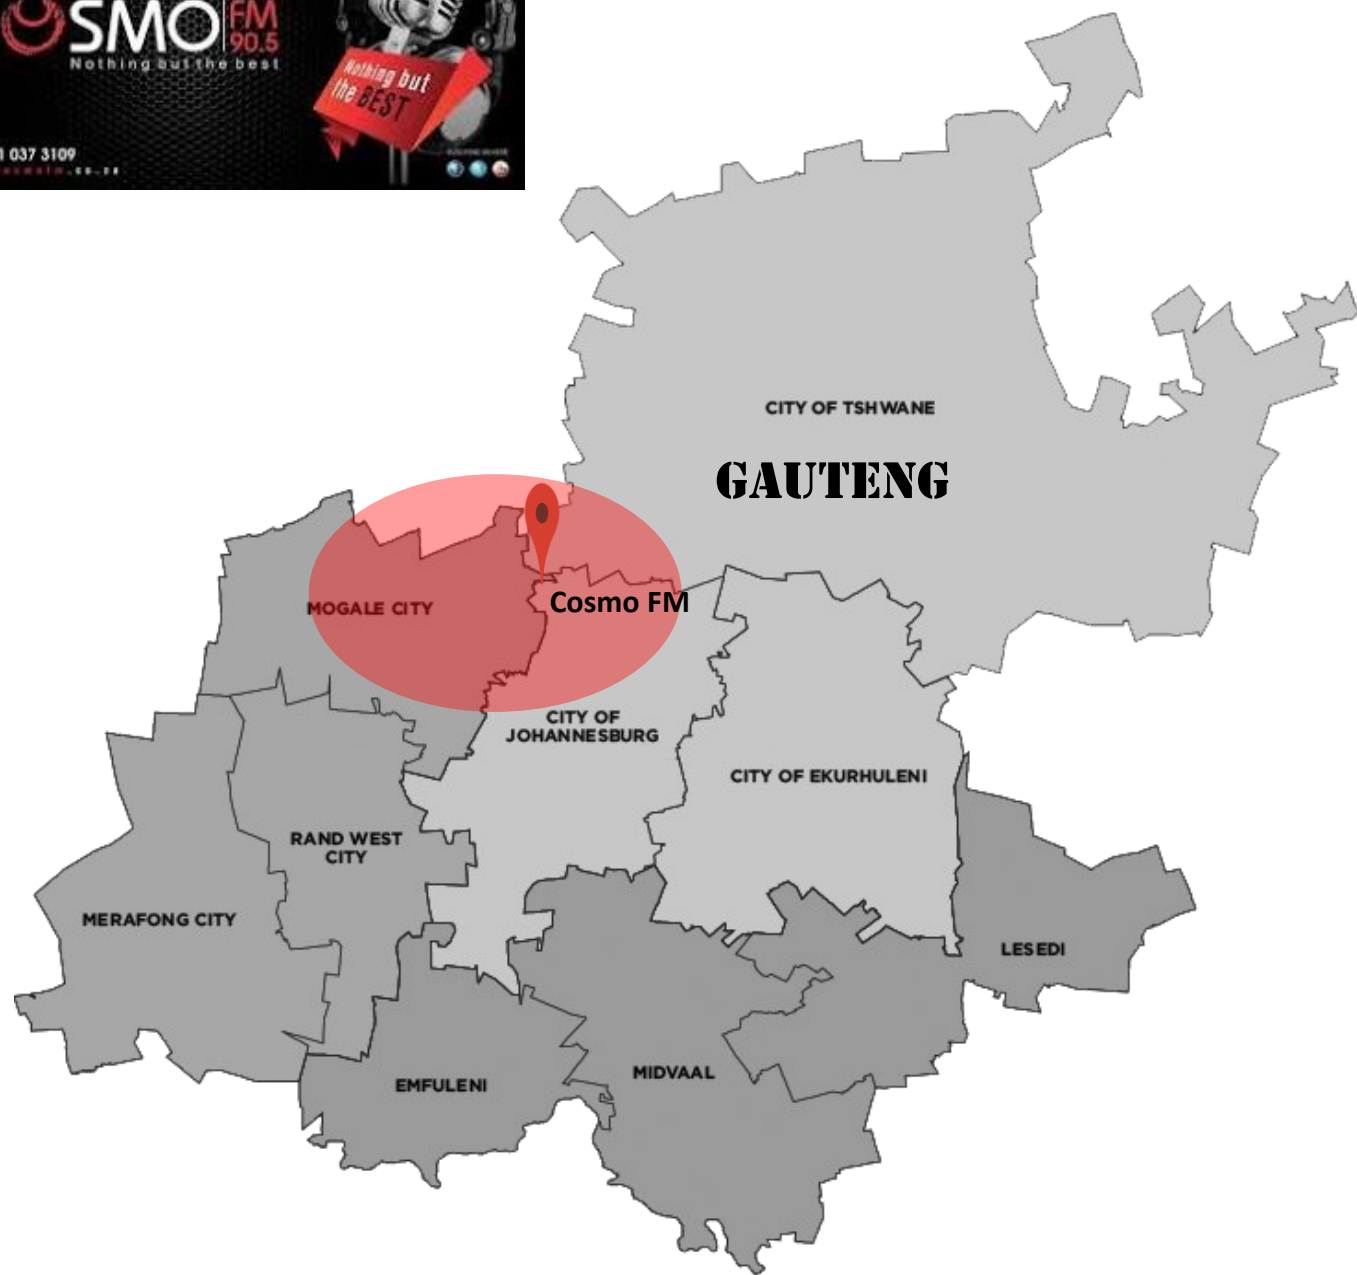 SMO FM
90.5
Nothing but the best
Nothing but
the BEST
1 037 3109
CITY OF TSHWANE
GAUTENG
MOGALE CITY
Cosmo FM
CITY OF
JOHANNESBURG
CITY OF EKURHULENI
RAND WEST
CITY
MERAFONG CITY
LESEDI
EMFULENI
MIDVAAL